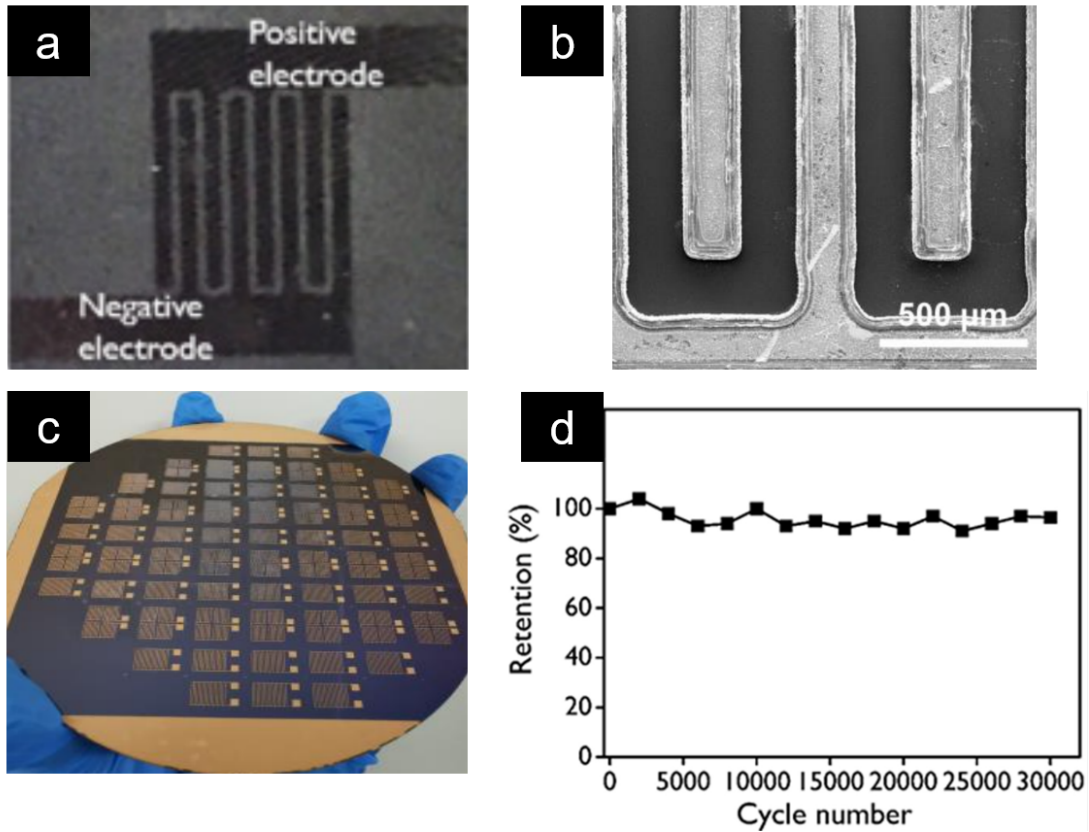 a
Positive
electrode
Negative
electrode
b
500 µm
c
d
Retention (%)
100
80
60
40
20
0
0 5000 10000 15000 20000 25000 30000
Cycle number